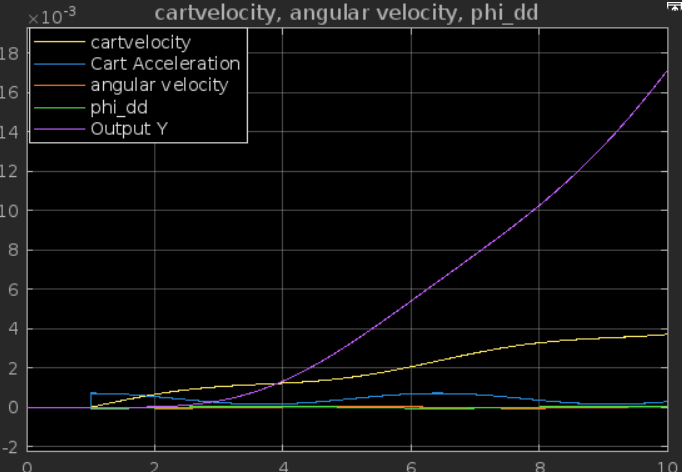 cartvelocity, angular velocity, phi_dd
×10⁻³
cartvelocity
Cart Acceleration
angular velocity
phi_dd
Output Y
18
16
14
12
10
8
6
4
2
0
-2
0 2 4 6 8 10